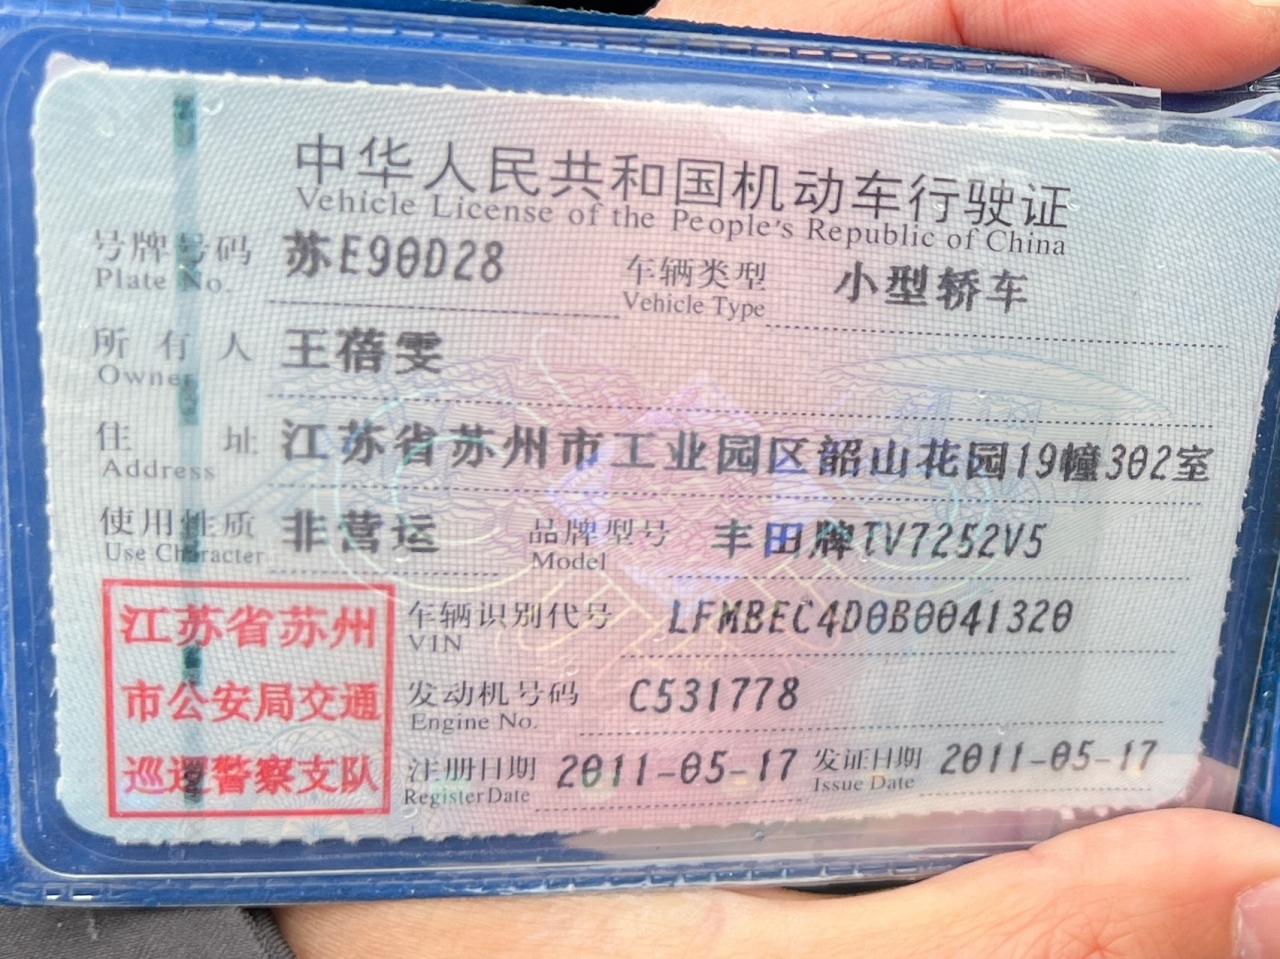 中华人民共和国机动车行驶证
Vehicle License of the People's Republic of China
号牌号码 苏E90D28 车辆类型 小型轿车
Plate No. Vehicle Type
所有人 王蓓雯
Owner
住址 江苏省苏州市工业园区韶山花园19幢302室
Address
使用性质 非营运 品牌型号 丰田牌TV7252V5
Use Character Model
江苏省苏州
市公安局交通
巡逻警察支队
车辆识别代号 LFMBEC4D0B0041320
VIN
发动机号码 C531778
Engine No.
注册日期 2011-05-17 发证日期 2011-05-17
Register Date Issue Date